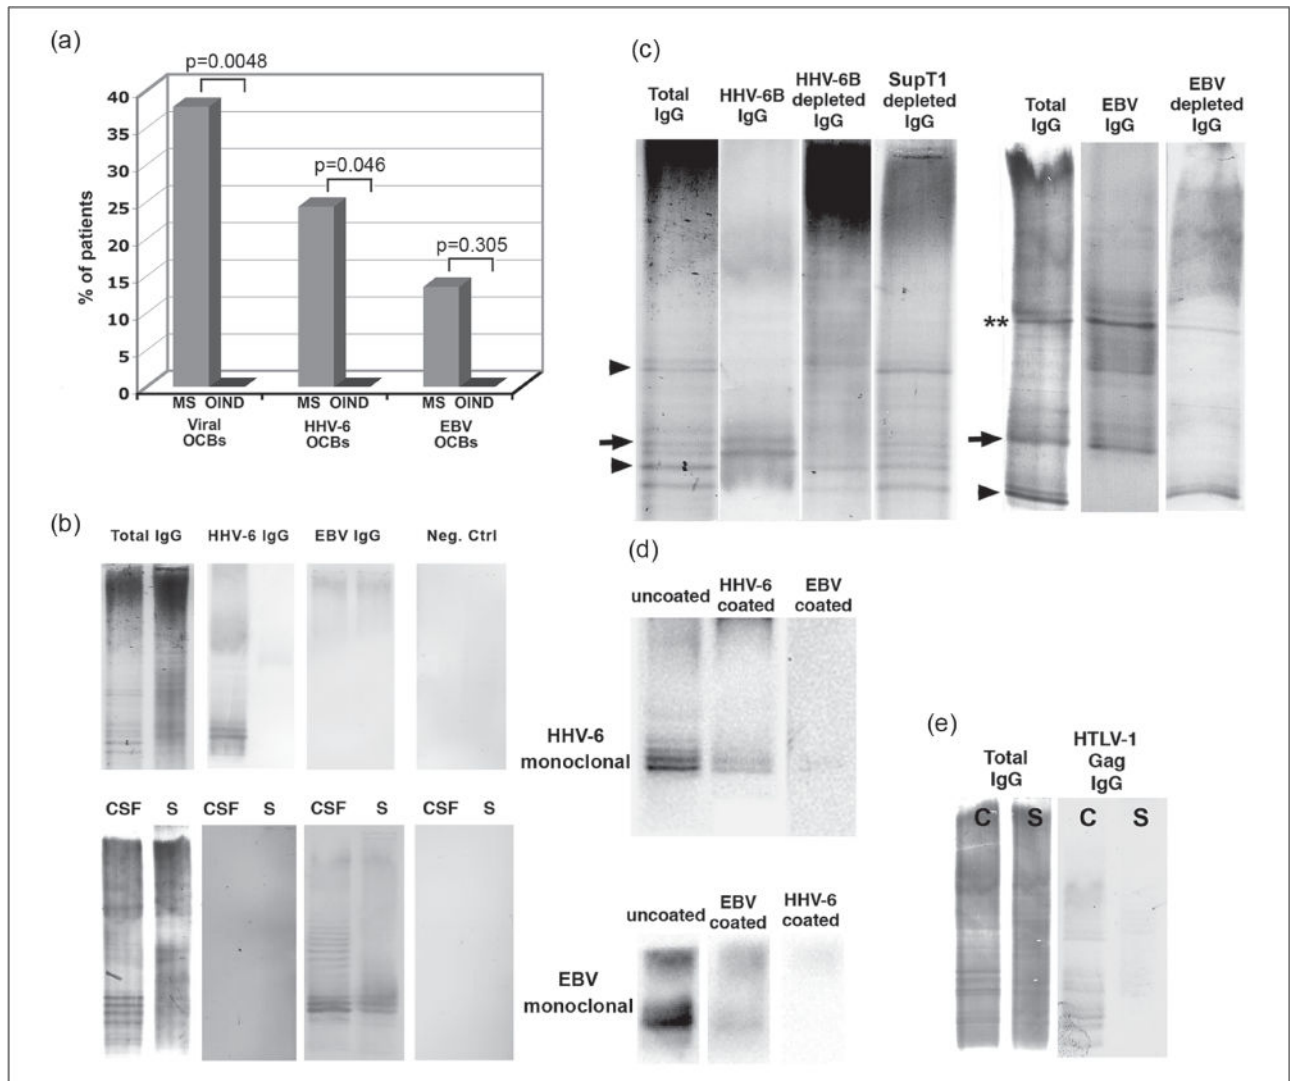 (a)
p=0.0048
p=0.046
p=0.305
% of patients
40
35
30
25
20
15
10
5
0
MS OIND MS OIND MS OIND
Viral
OCBs
HHV-6
OCBs
EBV
OCBs
(b)
Total IgG HHV-6 IgG EBV IgG Neg. Ctrl
CSF S CSF S CSF S CSF S
(c)
Total
IgG
HHV-6B
IgG
HHV-6B
depleted
IgG
SupT1
depleted
IgG
Total
IgG
EBV
IgG
EBV
depleted
IgG
**
(d)
uncoated
HHV-6
coated
EBV
coated
HHV-6
monoclonal
uncoated
EBV
coated
HHV-6
coated
EBV
monoclonal
(e)
Total
IgG
HTLV-1
Gag
IgG
C S C S